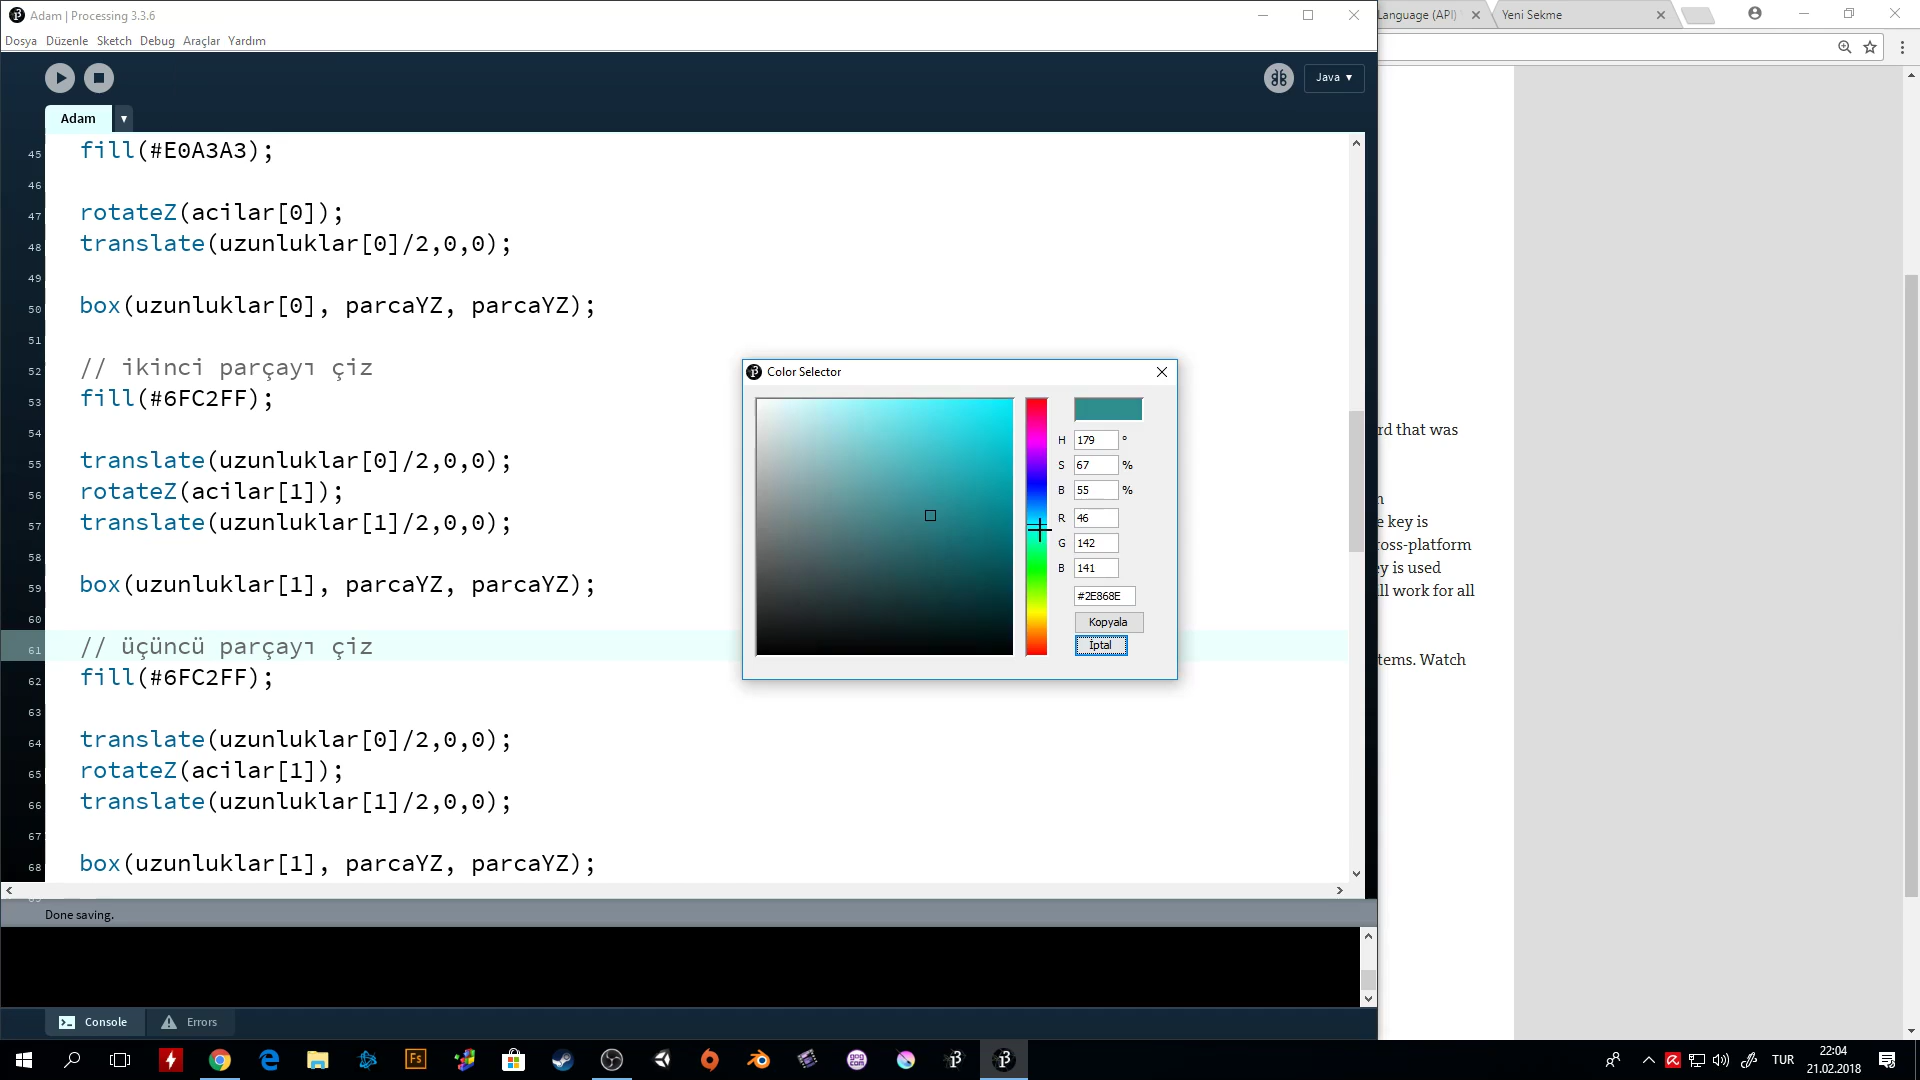 Adam | Processing 3.3.6
Language (API)
Yeni Sekme
Dosya Düzenle Sketch Debug Araçlar Yardım
Java
Adam
45 fill(#E0A3A3);
46
47 rotateZ(acilar[0]);
48 translate(uzunluklar[0]/2,0,0);
49
50 box(uzunluklar[0], parcaYZ, parcaYZ);
51
52 // ikinci parçayı çiz
53 fill(#6FC2FF);
54
55 translate(uzunluklar[0]/2,0,0);
56 rotateZ(acilar[1]);
57 translate(uzunluklar[1]/2,0,0);
58
59 box(uzunluklar[1], parcaYZ, parcaYZ);
60
61 // üçüncü parçayı çiz
62 fill(#6FC2FF);
63
64 translate(uzunluklar[0]/2,0,0);
65 rotateZ(acilar[1]);
66 translate(uzunluklar[1]/2,0,0);
67
68 box(uzunluklar[1], parcaYZ, parcaYZ);
Color Selector
H 179 °
S 67 %
B 55 %
R 46
G 142
B 141
#2E868E
Kopyala
İptal
rd that was
e key is
ross-platform
ey is used
ll work for all
tems. Watch
Done saving.
Console
Errors
Fs
gog.com
TUR
22:04
21.02.2018